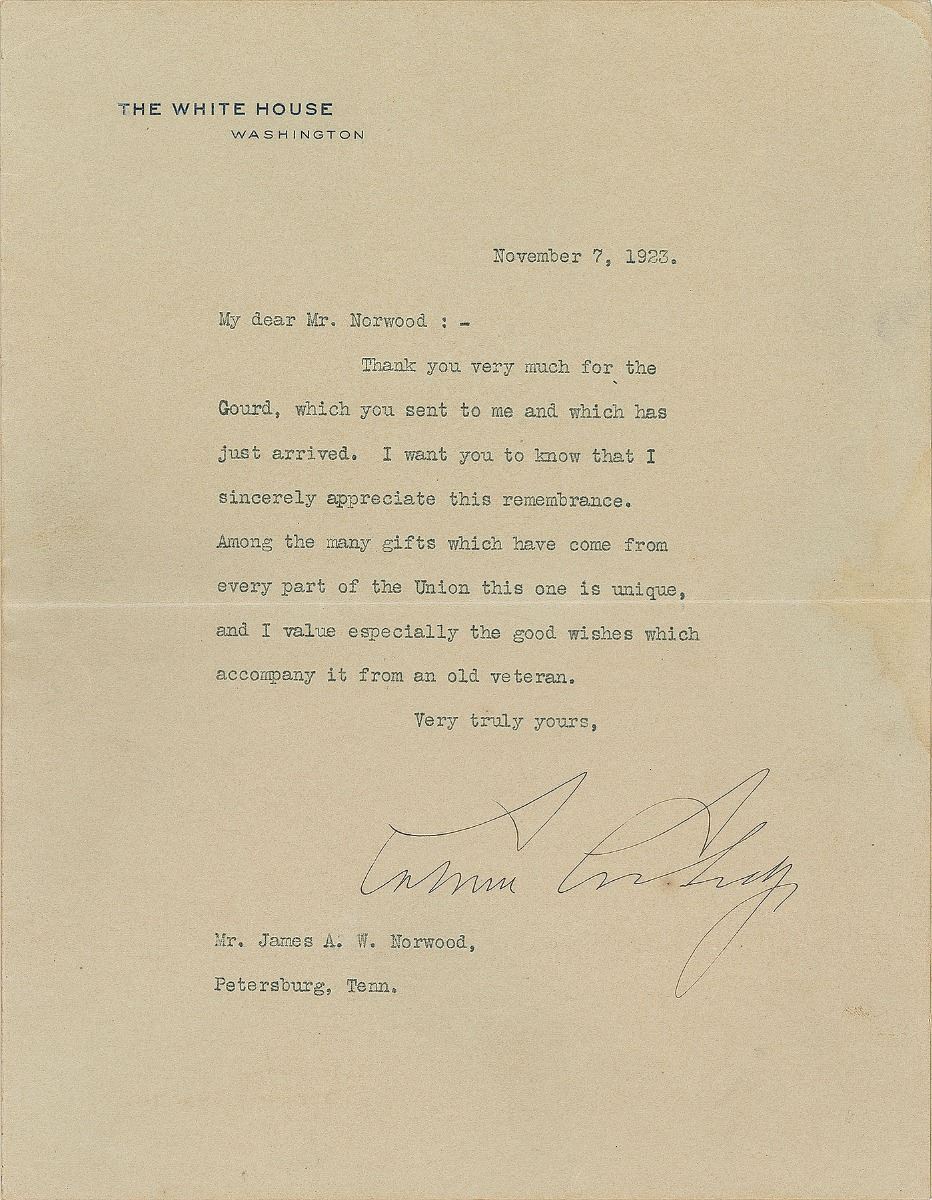 THE WHITE HOUSE
WASHINGTON
November 7, 1923.
My dear Mr. Norwood : -
Thank you very much for the
Gourd, which you sent to me and which has
just arrived. I want you to know that I
sincerely appreciate this remembrance.
Among the many gifts which have come from
every part of the Union this one is unique,
and I value especially the good wishes which
accompany it from an old veteran.
Very truly yours,
Calvin Coolidge
Mr. James A. W. Norwood,
Petersburg, Tenn.